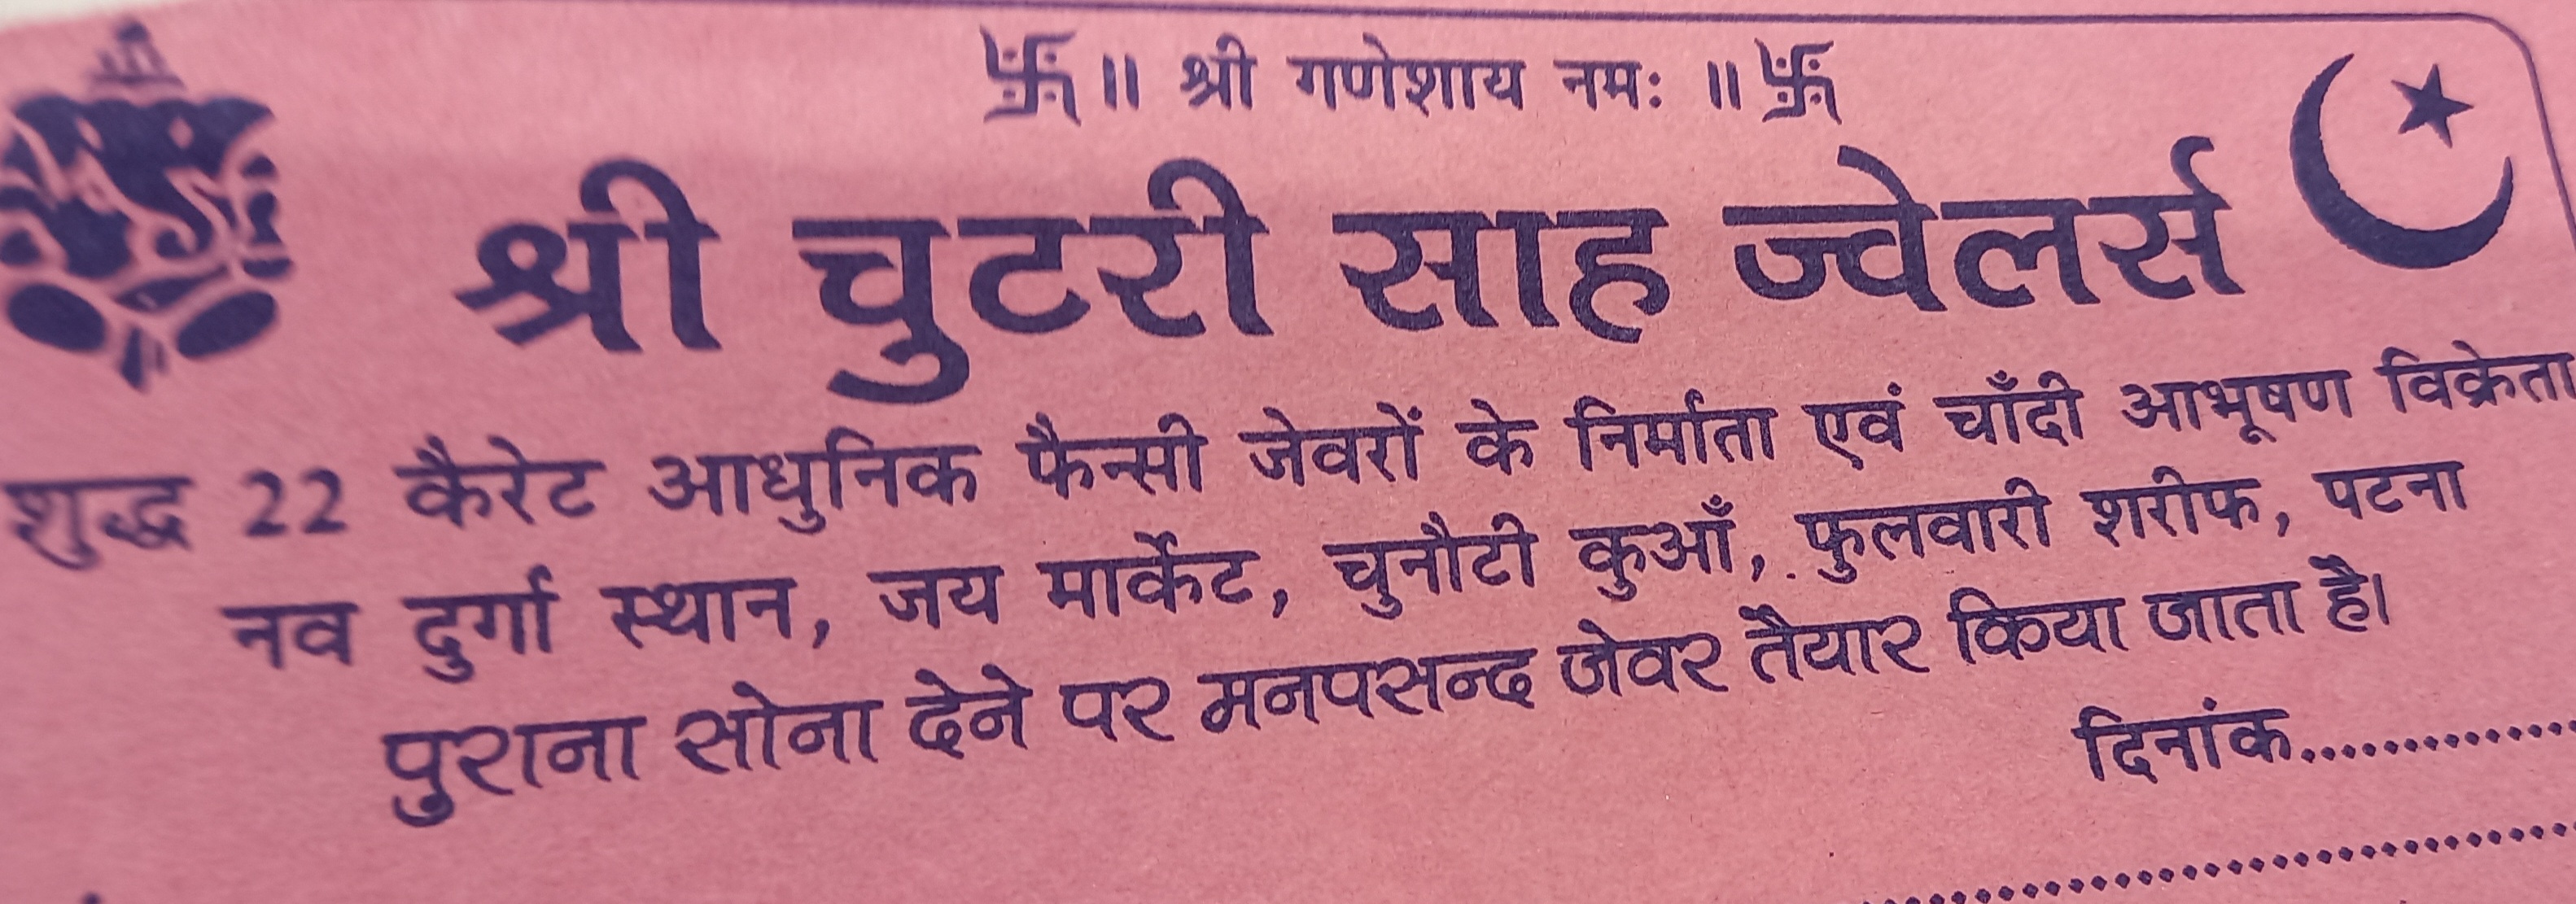 卐 ॥ श्री गणेशाय नमः ॥ 卐
श्री चुटरी साह ज्वेलर्स
शुद्ध 22 कैरेट आधुनिक फैन्सी जेवरों के निर्माता एवं चाँदी आभूषण विक्रेता
नव दुर्गा स्थान, जय मार्केट, चुनौटी कुआँ, फुलवारी शरीफ, पटना
पुराना सोना देने पर मनपसन्द जेवर तैयार किया जाता है।
दिनांक..............